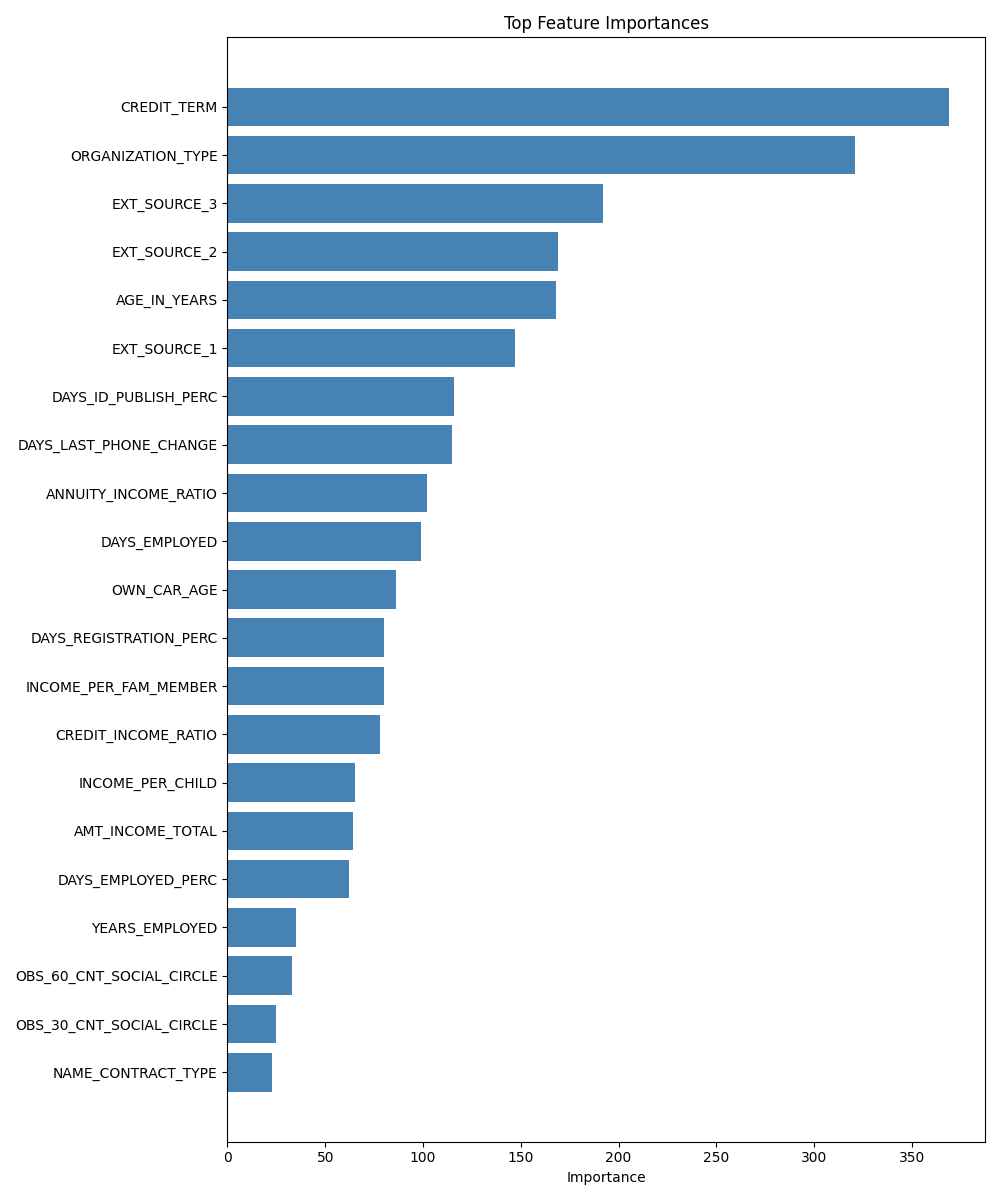 Top Feature Importances
CREDIT_TERM
ORGANIZATION_TYPE
EXT_SOURCE_3
EXT_SOURCE_2
AGE_IN_YEARS
EXT_SOURCE_1
DAYS_ID_PUBLISH_PERC
DAYS_LAST_PHONE_CHANGE
ANNUITY_INCOME_RATIO
DAYS_EMPLOYED
OWN_CAR_AGE
DAYS_REGISTRATION_PERC
INCOME_PER_FAM_MEMBER
CREDIT_INCOME_RATIO
INCOME_PER_CHILD
AMT_INCOME_TOTAL
DAYS_EMPLOYED_PERC
YEARS_EMPLOYED
OBS_60_CNT_SOCIAL_CIRCLE
OBS_30_CNT_SOCIAL_CIRCLE
NAME_CONTRACT_TYPE
0 50 100 150 200 250 300 350
Importance